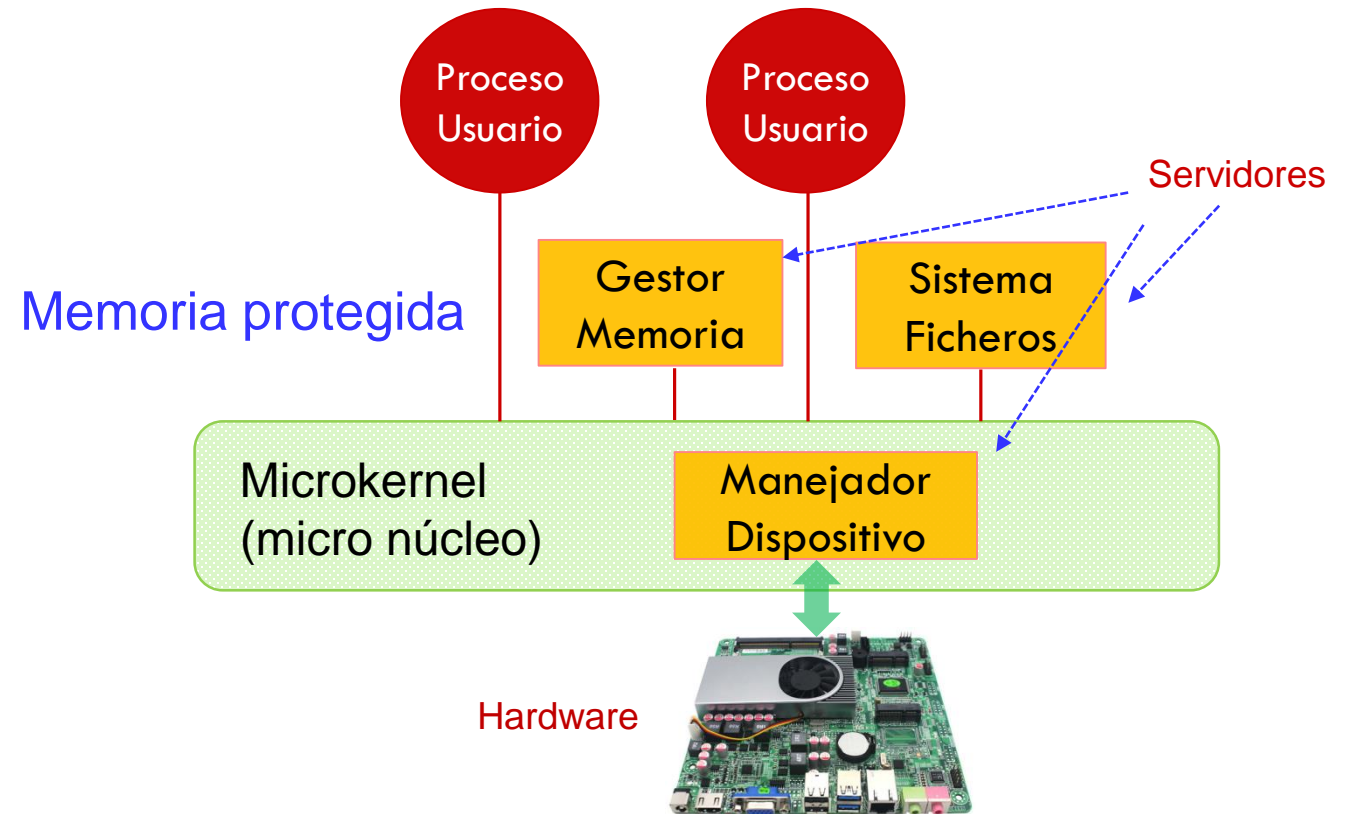 Proceso
Usuario
Proceso
Usuario
Servidores
Gestor
Memoria
Sistema
Ficheros
Memoria protegida
Microkernel
(micro núcleo)
Manejador
Dispositivo
Hardware